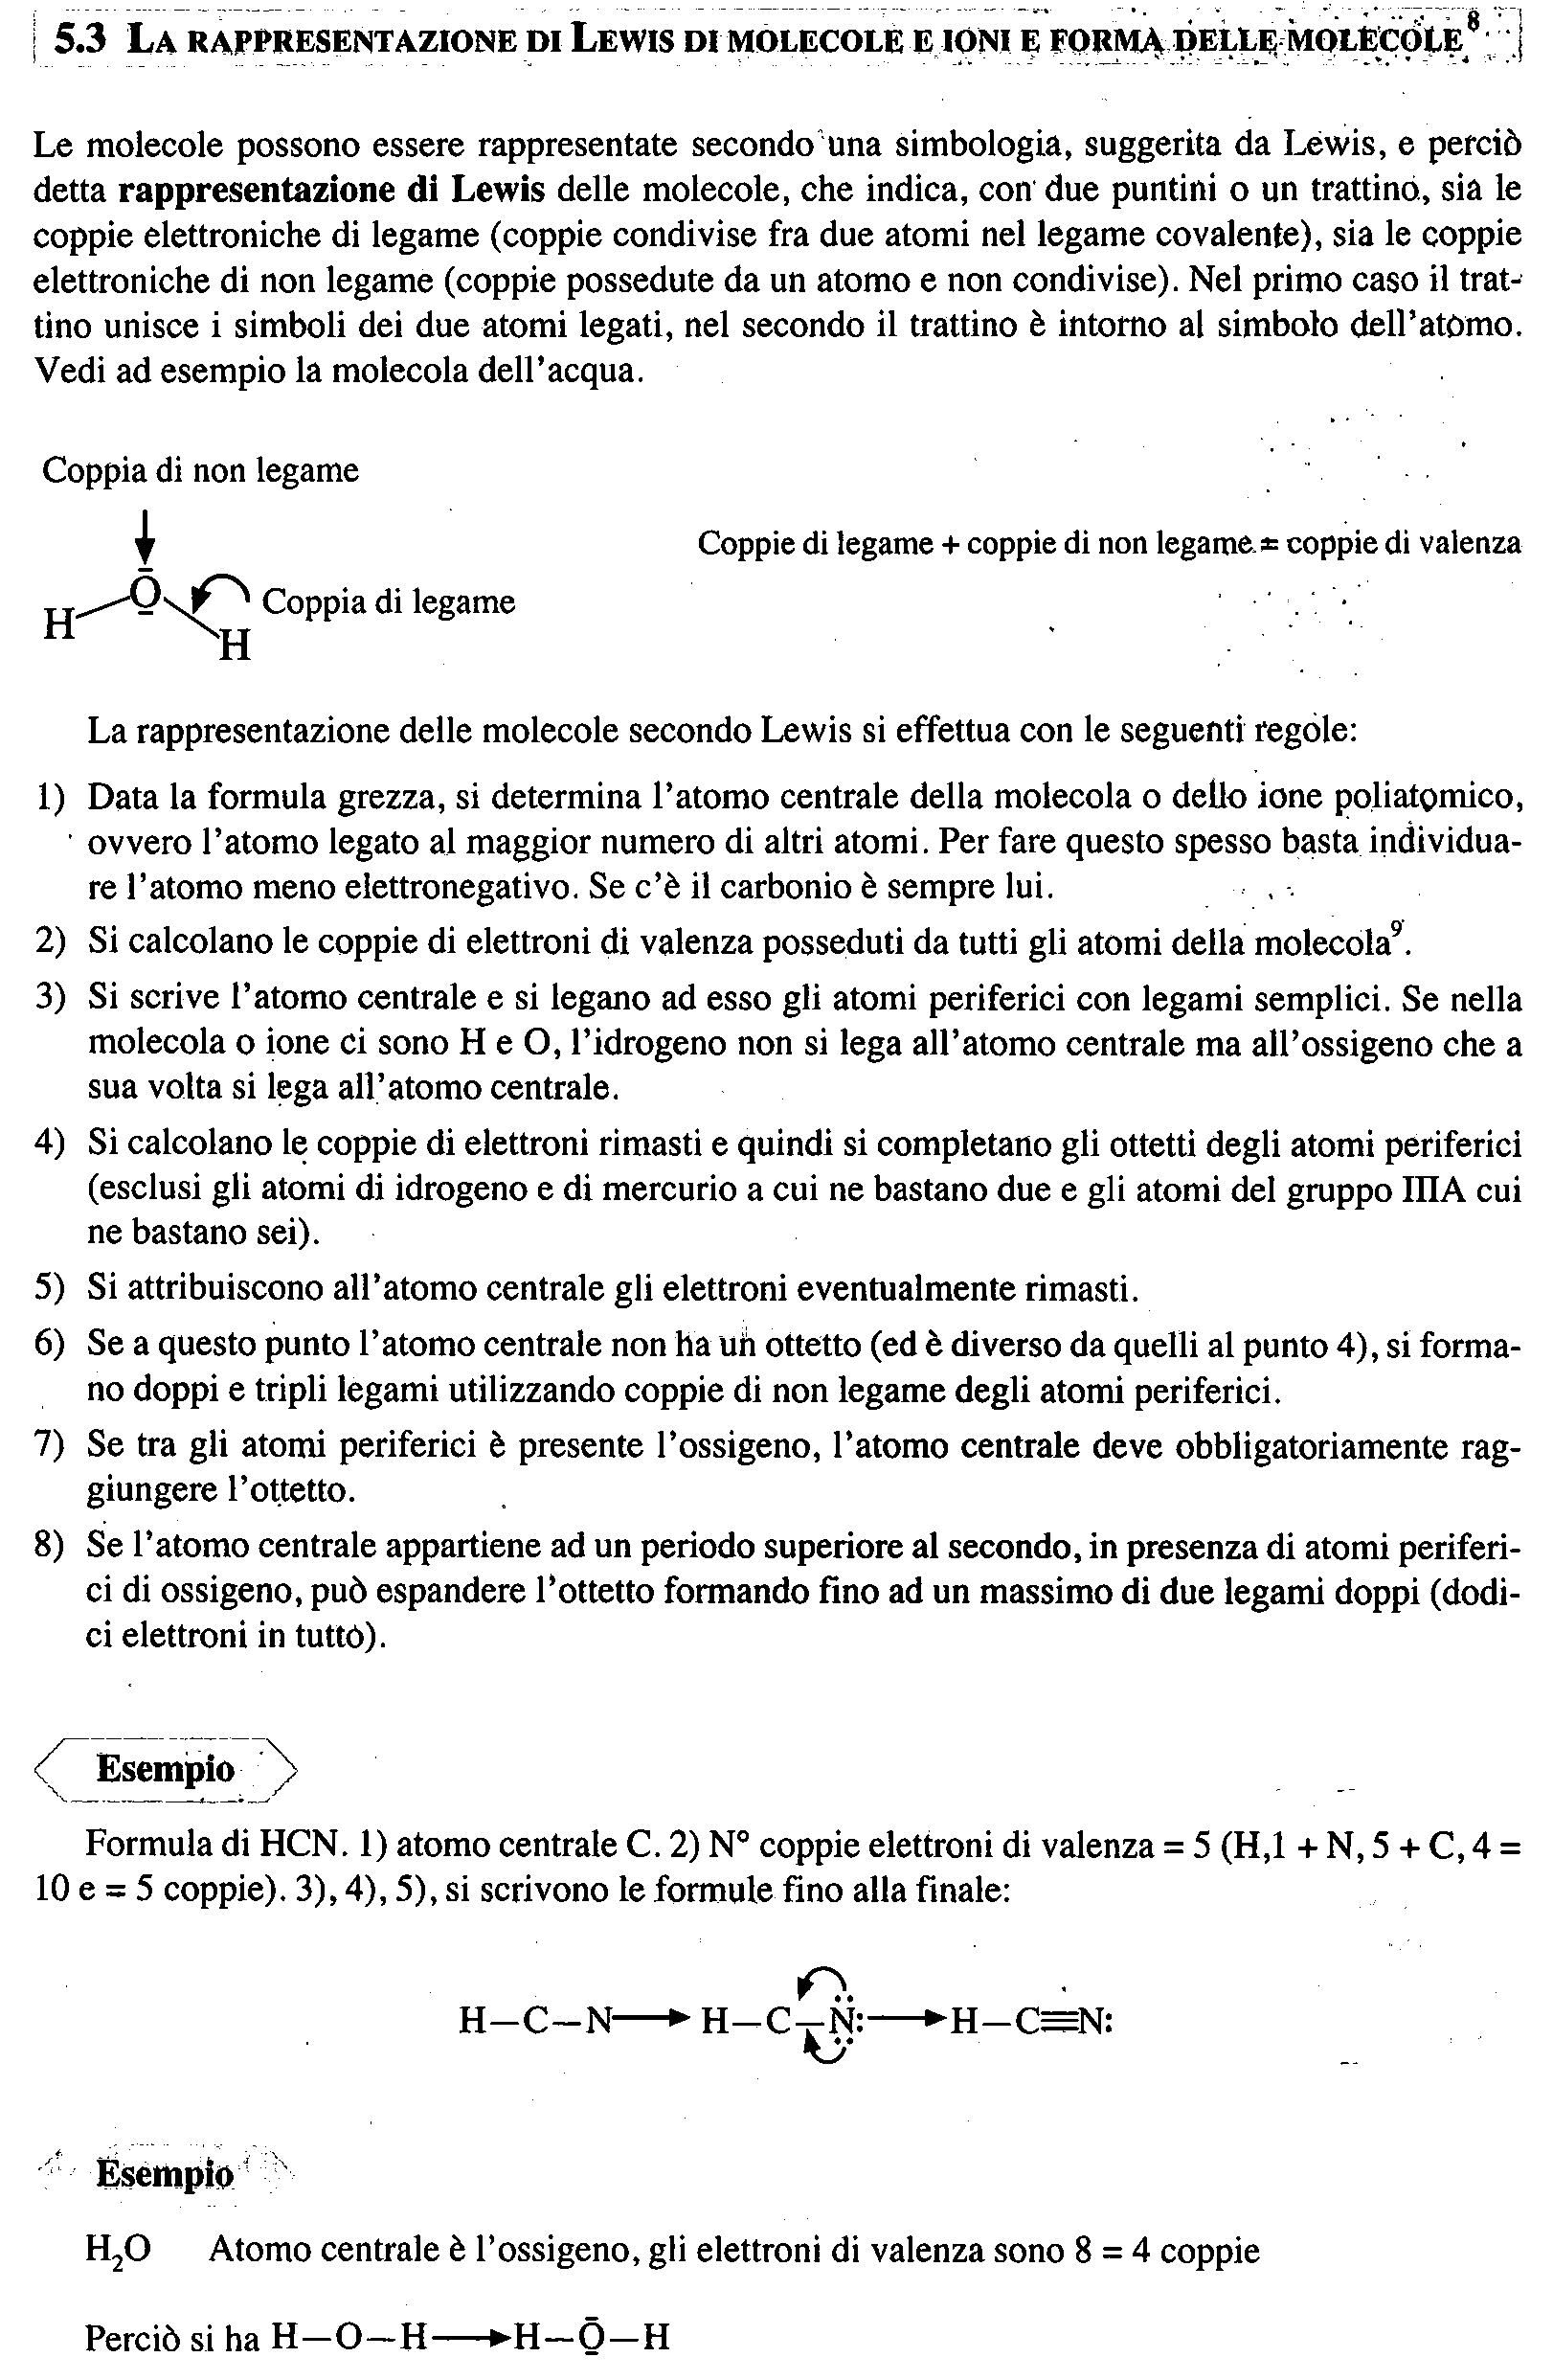 5.3 LA RAPPRESENTAZIONE DI LEWIS DI MOLECOLE E IONI E FORMA DELLE MOLECOLE⁸
Le molecole possono essere rappresentate secondo una simbologia, suggerita da Lewis, e perciò
detta rappresentazione di Lewis delle molecole, che indica, con due puntini o un trattino, sia le
coppie elettroniche di legame (coppie condivise fra due atomi nel legame covalente), sia le coppie
elettroniche di non legame (coppie possedute da un atomo e non condivise). Nel primo caso il trat-
tino unisce i simboli dei due atomi legati, nel secondo il trattino è intorno al simbolo dell'atomo.
Vedi ad esempio la molecola dell'acqua.
Coppia di non legame
Coppie di legame + coppie di non legame = coppie di valenza
H O H Coppia di legame
La rappresentazione delle molecole secondo Lewis si effettua con le seguenti regole:
1) Data la formula grezza, si determina l'atomo centrale della molecola o dello ione poliatomico,
ovvero l'atomo legato al maggior numero di altri atomi. Per fare questo spesso basta individua-
re l'atomo meno elettronegativo. Se c'è il carbonio è sempre lui.
2) Si calcolano le coppie di elettroni di valenza posseduti da tutti gli atomi della molecola⁹.
3) Si scrive l'atomo centrale e si legano ad esso gli atomi periferici con legami semplici. Se nella
molecola o ione ci sono H e O, l'idrogeno non si lega all'atomo centrale ma all'ossigeno che a
sua volta si lega all'atomo centrale.
4) Si calcolano le coppie di elettroni rimasti e quindi si completano gli ottetti degli atomi periferici
(esclusi gli atomi di idrogeno e di mercurio a cui ne bastano due e gli atomi del gruppo IIIA cui
ne bastano sei).
5) Si attribuiscono all'atomo centrale gli elettroni eventualmente rimasti.
6) Se a questo punto l'atomo centrale non ha un ottetto (ed è diverso da quelli al punto 4), si forma-
no doppi e tripli legami utilizzando coppie di non legame degli atomi periferici.
7) Se tra gli atomi periferici è presente l'ossigeno, l'atomo centrale deve obbligatoriamente rag-
giungere l'ottetto.
8) Se l'atomo centrale appartiene ad un periodo superiore al secondo, in presenza di atomi periferi-
ci di ossigeno, può espandere l'ottetto formando fino ad un massimo di due legami doppi (dodi-
ci elettroni in tutto).
Esempio
Formula di HCN. 1) atomo centrale C. 2) N° coppie elettroni di valenza = 5 (H,1 + N, 5 + C, 4 =
10 e = 5 coppie). 3), 4), 5), si scrivono le formule fino alla finale:
H—C—N → H—C—N̤̈: → H—C≡N:
Esempio
H₂O Atomo centrale è l'ossigeno, gli elettroni di valenza sono 8 = 4 coppie
Perciò si ha H—O—H → H—Ō̲—H